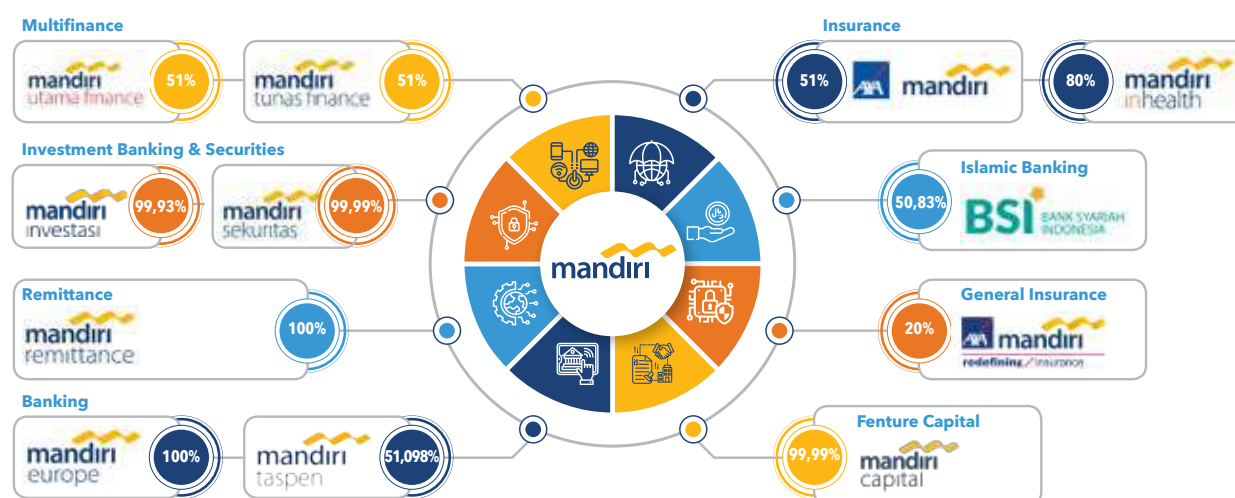 Multifinance
mandiri
utama finance
51%
mandiri
tunas finance
51%
Investment Banking & Securities
mandiri
investasi
99,93%
mandiri
sekuritas
99,99%
Remittance
mandiri
remittance
100%
Banking
mandiri
europe
100%
mandiri
taspen
51,098%
mandiri
Insurance
51%
AXA mandiri
80%
mandiri
inhealth
Islamic Banking
50,83%
BSI BANK SYARIAH
INDONESIA
General Insurance
20%
AXA mandiri
redefining / insurance
Fenture Capital
99,99%
mandiri
capital